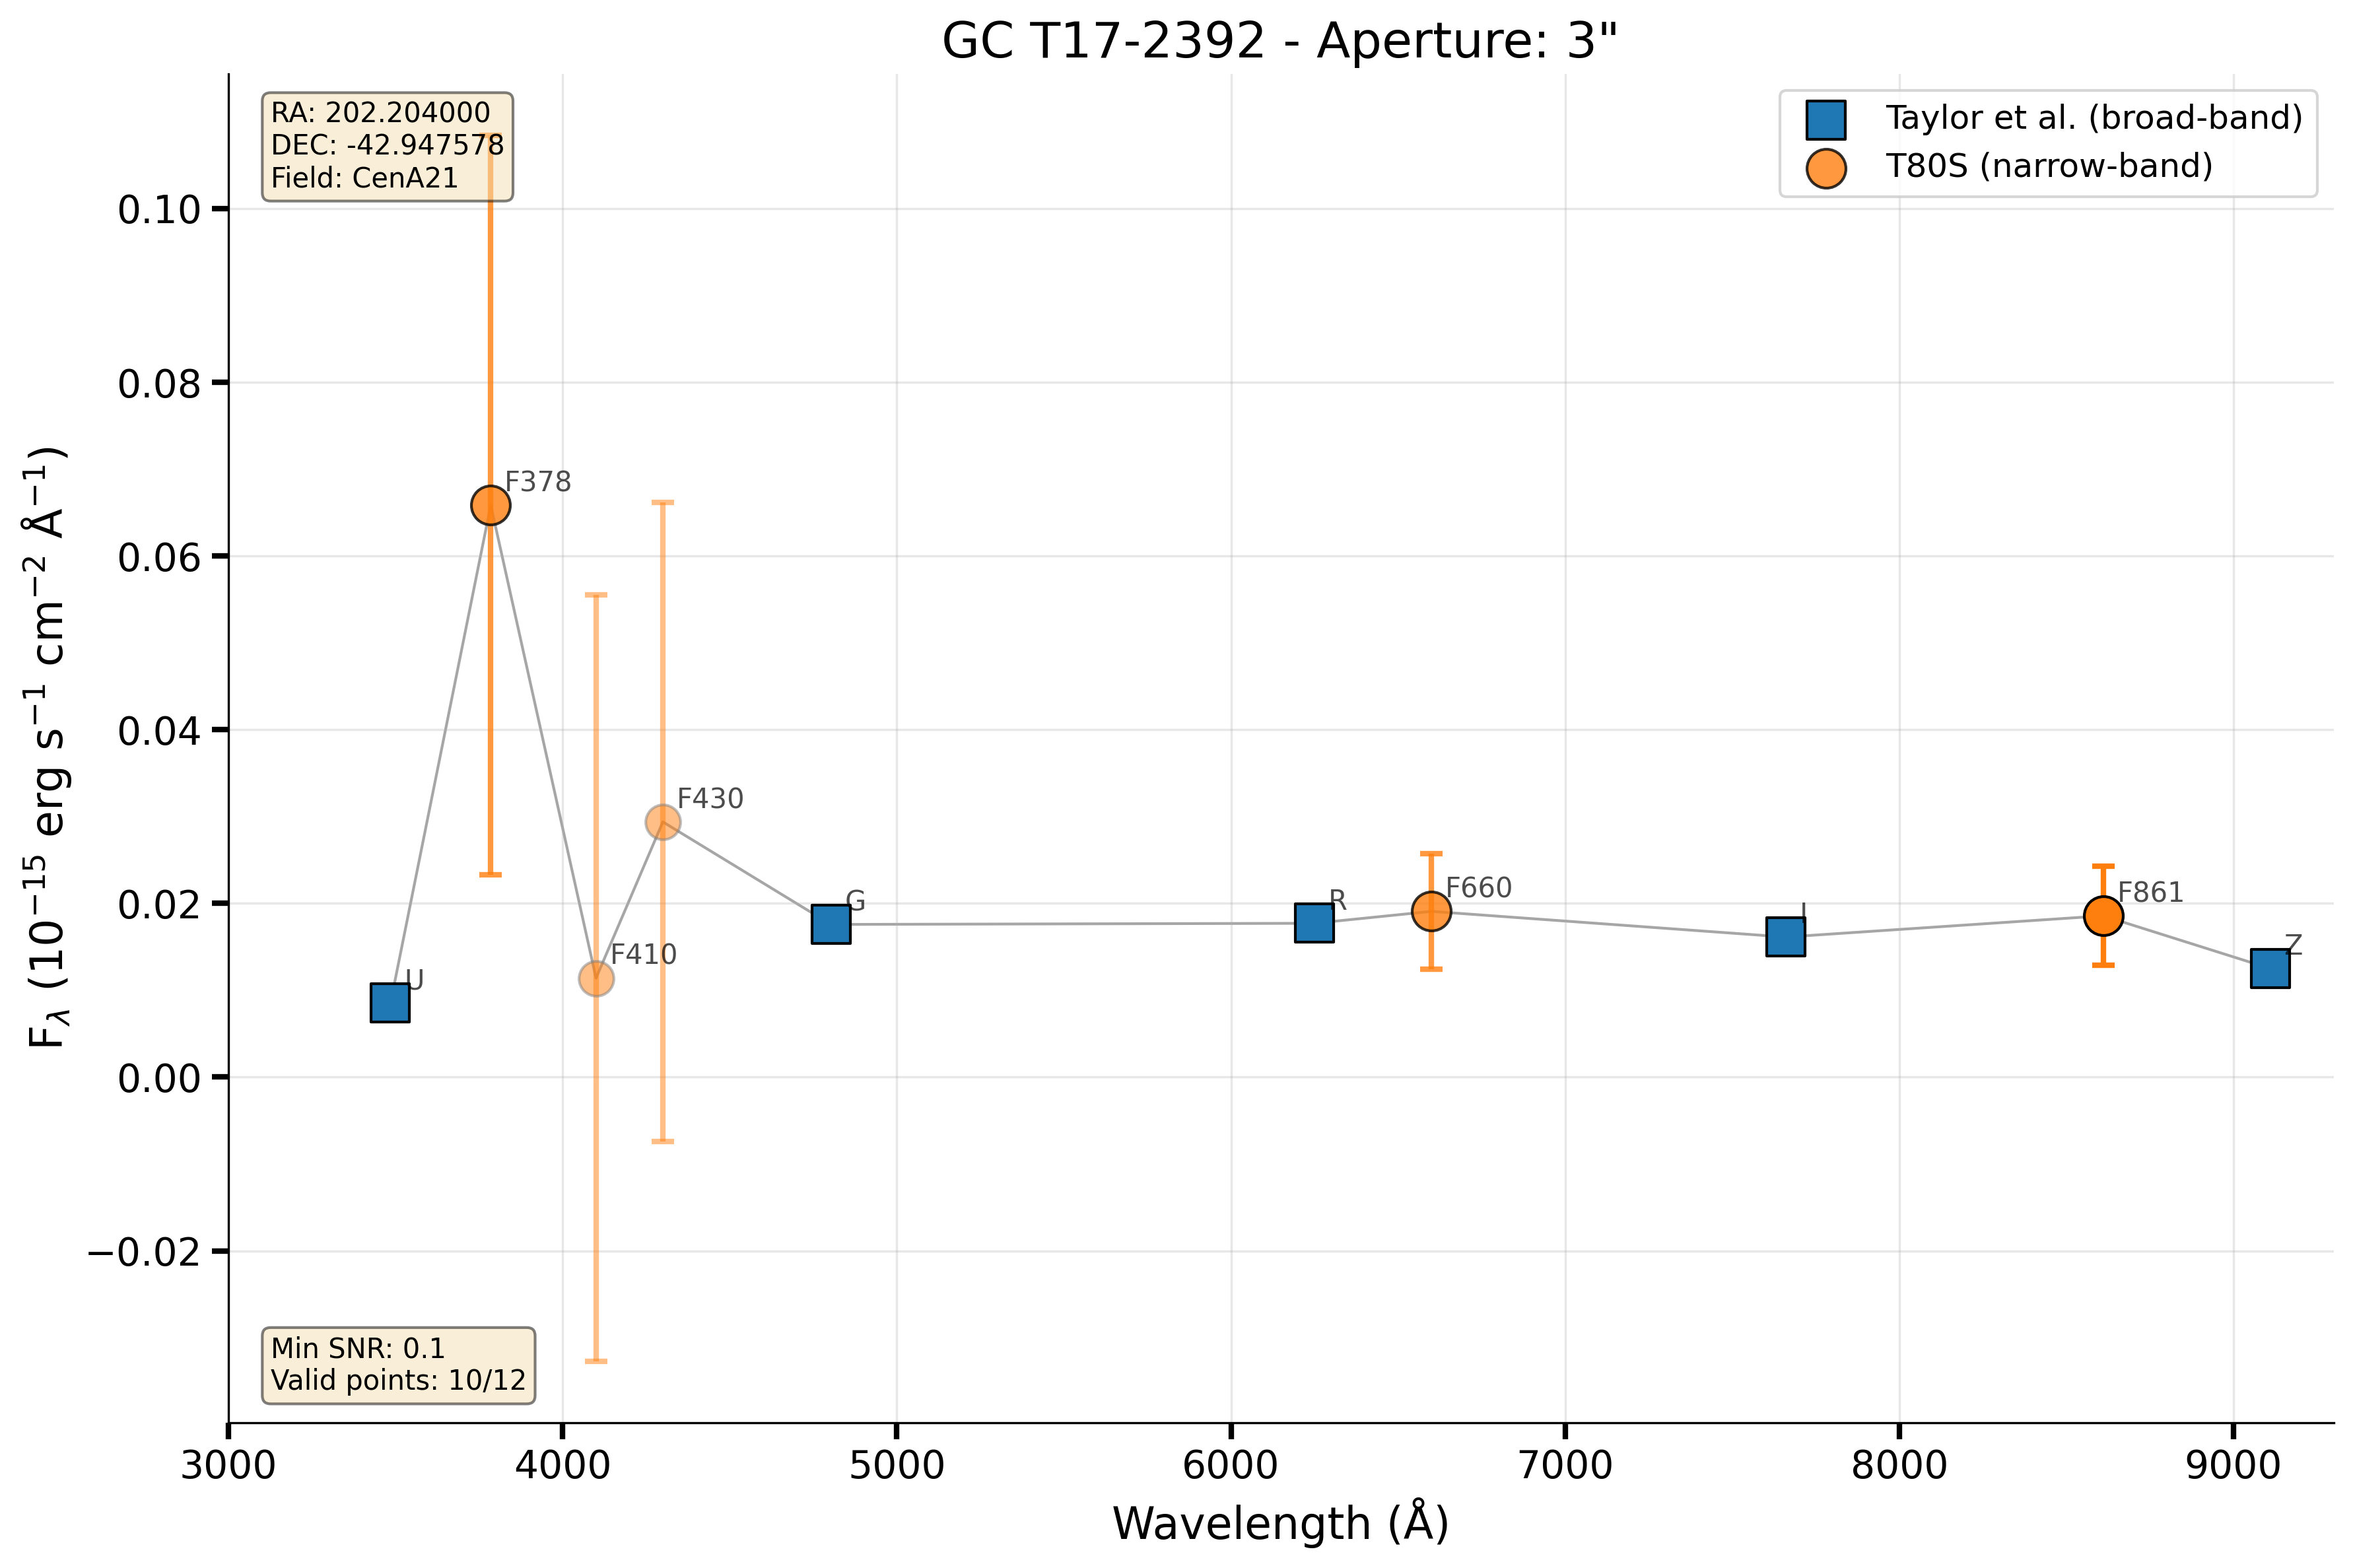 GC T17-2392 - Aperture: 3"
RA: 202.204000
DEC: -42.947578
Field: CenA21
Taylor et al. (broad-band)
T80S (narrow-band)
0.10
0.08
0.06
0.04
0.02
0.00
−0.02
F_λ (10⁻¹⁵ erg s⁻¹ cm⁻² Å⁻¹)
U
F378
F410
F430
G
R
F660
I
F861
Z
Min SNR: 0.1
Valid points: 10/12
3000 4000 5000 6000 7000 8000 9000
Wavelength (Å)